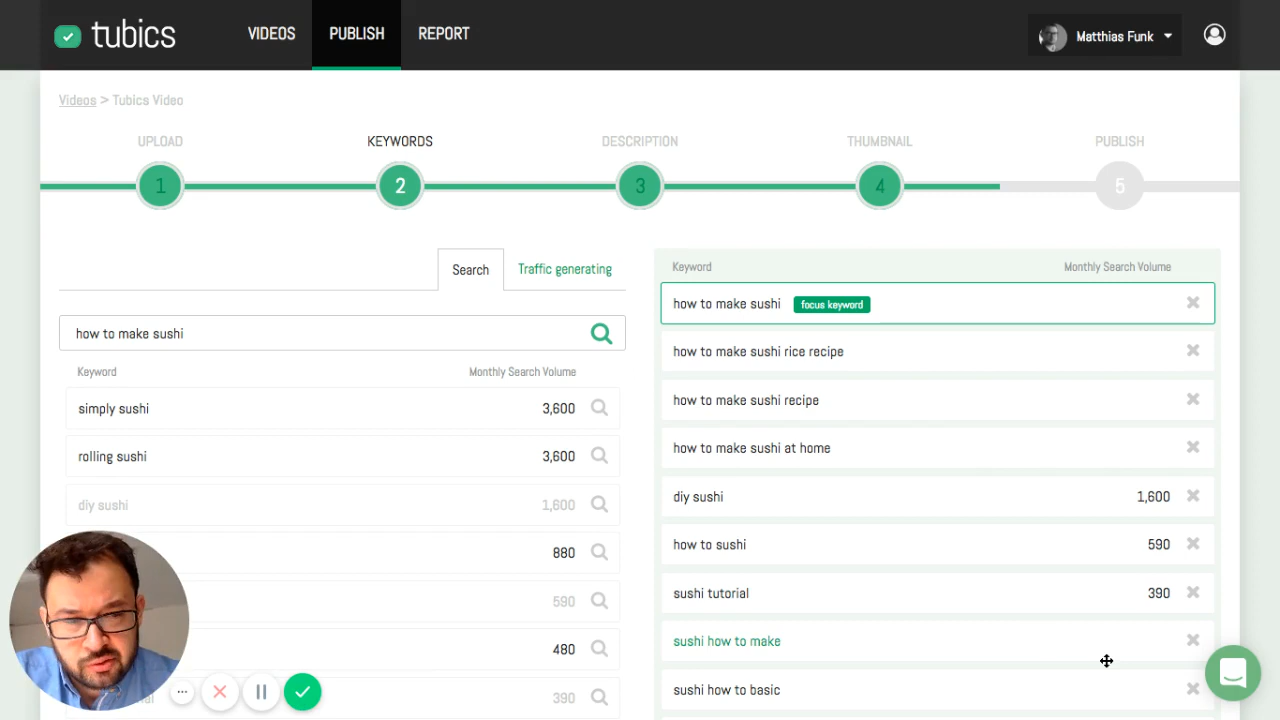 tubics
VIDEOS
PUBLISH
REPORT
Matthias Funk
Videos > Tubics Video
UPLOAD
KEYWORDS
DESCRIPTION
THUMBNAIL
PUBLISH
1
2
3
4
5
Search
Traffic generating
how to make sushi
Keyword
Monthly Search Volume
simply sushi
3,600
rolling sushi
3,600
diy sushi
1,600
880
590
480
390
Keyword
Monthly Search Volume
how to make sushi
focus keyword
how to make sushi rice recipe
how to make sushi recipe
how to make sushi at home
diy sushi
1,600
how to sushi
590
sushi tutorial
390
sushi how to make
sushi how to basic